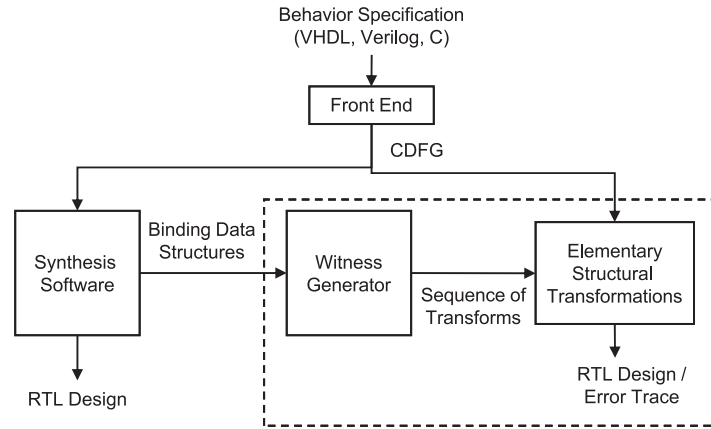 Behavior Specification
(VHDL, Verilog, C)
Front End
CDFG
Synthesis
Software
Binding Data
Structures
Witness
Generator
Sequence of
Transforms
Elementary
Structural
Transformations
RTL Design
RTL Design /
Error Trace